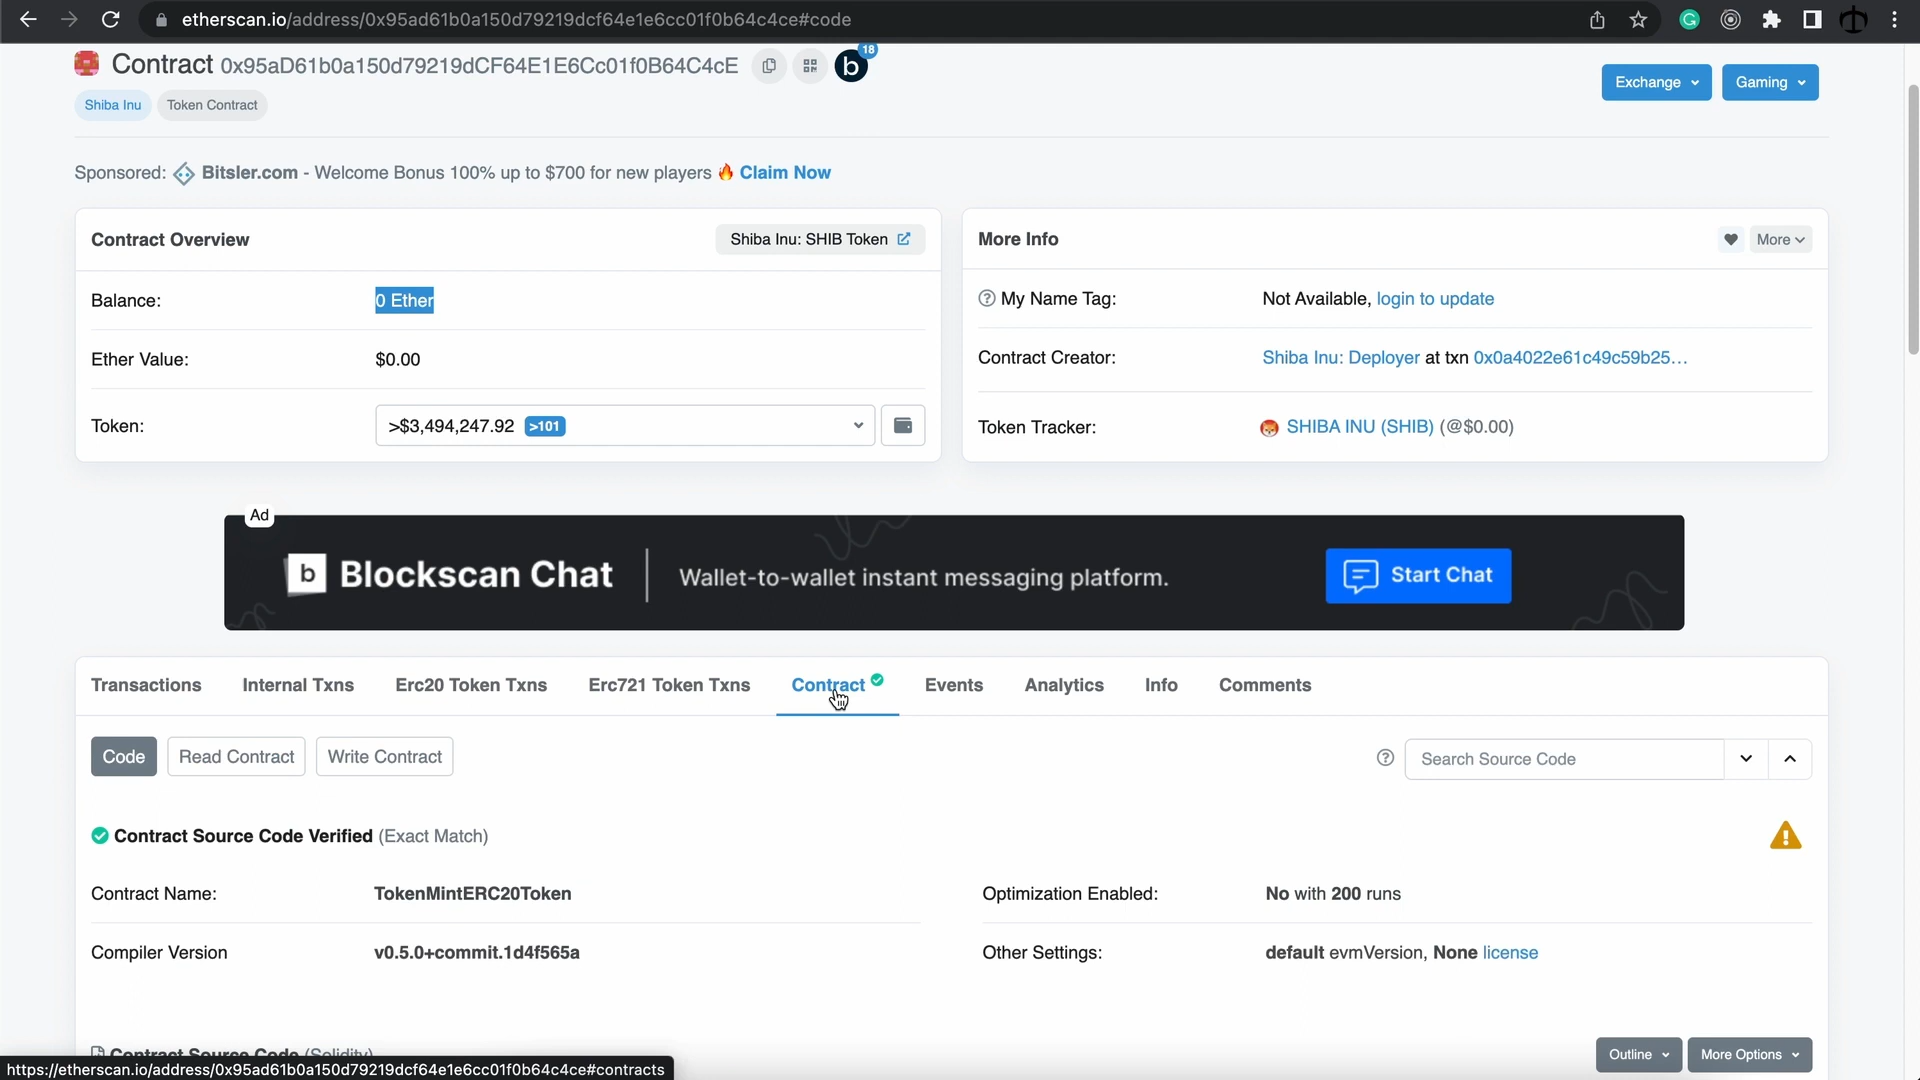 etherscan.io/address/0x95ad61b0a150d79219dcf64e1e6cc01f0b64c4ce#code
Contract 0x95aD61b0a150d79219dCF64E1E6Cc01f0B64C4cE
b
18
Exchange
Gaming
Shiba Inu
Token Contract
Sponsored: Bitsler.com - Welcome Bonus 100% up to $700 for new players 🔥 Claim Now
Contract Overview
Shiba Inu: SHIB Token
Balance:
0 Ether
Ether Value:
$0.00
Token:
>$3,494,247.92 >101
More Info
More
My Name Tag:
Not Available, login to update
Contract Creator:
Shiba Inu: Deployer at txn 0x0a4022e61c49c59b25...
Token Tracker:
SHIBA INU (SHIB) (@$0.00)
Ad
b Blockscan Chat
Wallet-to-wallet instant messaging platform.
Start Chat
Transactions
Internal Txns
Erc20 Token Txns
Erc721 Token Txns
Contract
Events
Analytics
Info
Comments
Code
Read Contract
Write Contract
Search Source Code
Contract Source Code Verified (Exact Match)
Contract Name:
TokenMintERC20Token
Optimization Enabled:
No with 200 runs
Compiler Version
v0.5.0+commit.1d4f565a
Other Settings:
default evmVersion, None license
Contract Source Code (Solidity)
Outline
More Options
https://etherscan.io/address/0x95ad61b0a150d79219dcf64e1e6cc01f0b64c4ce#contracts